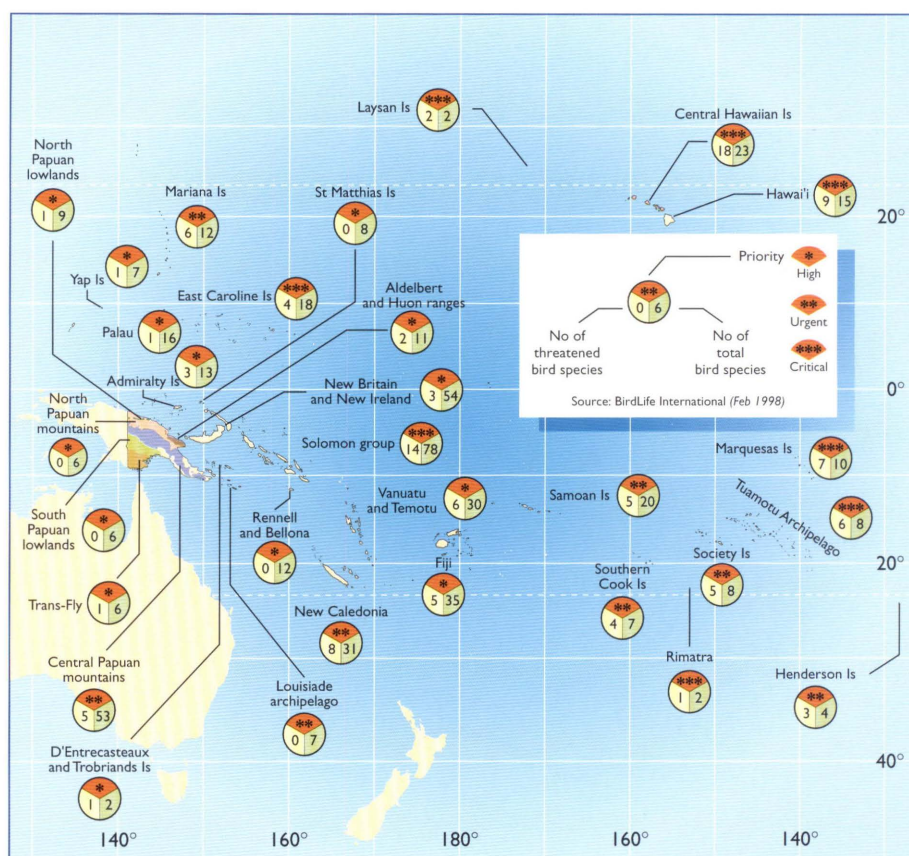 Laysan Is
***
2 2
Central Hawaiian Is
***
18 23
North
Papuan
lowlands
*
1 9
Mariana Is
**
6 12
St Matthias Is
*
0 8
Hawai'i
***
9 15
20°
Yap Is
*
1 7
East Caroline Is
***
4 18
Aldelbert
and Huon ranges
*
2 11
Palau
*
1 16
*
3 13
Admiralty Is
Priority
*
High
**
0 6
**
Urgent
No of
threatened
bird species
No of
total
bird species
***
Critical
Source: BirdLife International (Feb 1998)
0°
New Britain
and New Ireland
*
3 54
North
Papuan
mountains
*
0 6
Solomon group
***
14 78
Marquesas Is
***
7 10
South
Papuan
lowlands
*
0 6
Rennell
and Bellona
*
0 12
Vanuatu
and Temotu
*
6 30
Samoan Is
**
5 20
Tuamotu Archipelago
***
6 8
20°
Trans-Fly
*
1 6
Fiji
*
5 35
Southern
Cook Is
**
4 7
Society Is
**
5 8
New Caledonia
**
8 31
Central Papuan
mountains
**
5 53
Louisiade
archipelago
**
0 7
Rimatra
***
1 2
Henderson Is
**
3 4
D'Entrecasteaux
and Trobriands Is
*
1 2
40°
140° 160° 180° 160° 140°